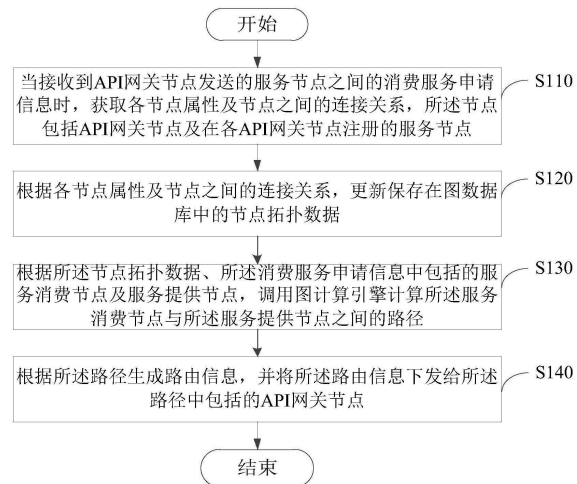 开始
当接收到API网关节点发送的服务节点之间的消费服务申请
信息时，获取各节点属性及节点之间的连接关系，所述节点
包括API网关节点及在各API网关节点注册的服务节点
S110
根据各节点属性及节点之间的连接关系，更新保存在图数据
库中的节点拓扑数据
S120
根据所述节点拓扑数据、所述消费服务申请信息中包括的服
务消费节点及服务提供节点，调用图计算引擎计算所述服务
消费节点与所述服务提供节点之间的路径
S130
根据所述路径生成路由信息，并将所述路由信息下发给所述
路径中包括的API网关节点
S140
结束